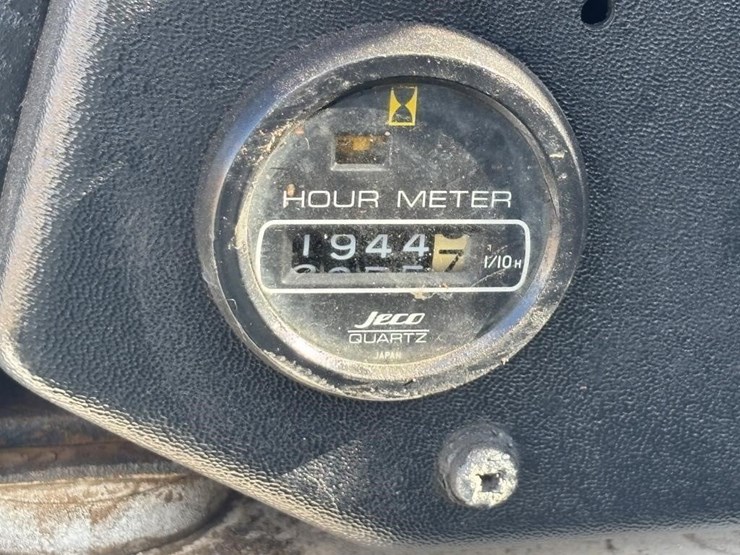 HOUR METER
19447 1/10H
Jeco
QUARTZ
JAPAN